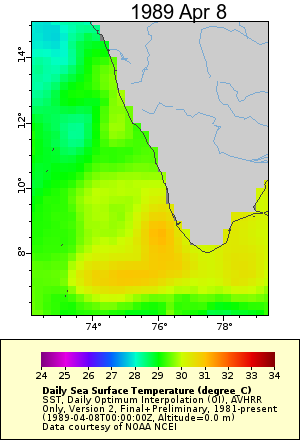 1989 Apr 8
14°
12°
10°
8°
74° 76° 78°
24 25 26 27 28 29 30 31 32 33 34
Daily Sea Surface Temperature (degree_C)
SST, Daily Optimum Interpolation (OI), AVHRR
Only, Version 2, Final+Preliminary, 1981-present
(1989-04-08T00:00:00Z, Altitude=0.0 m)
Data courtesy of NOAA NCEI